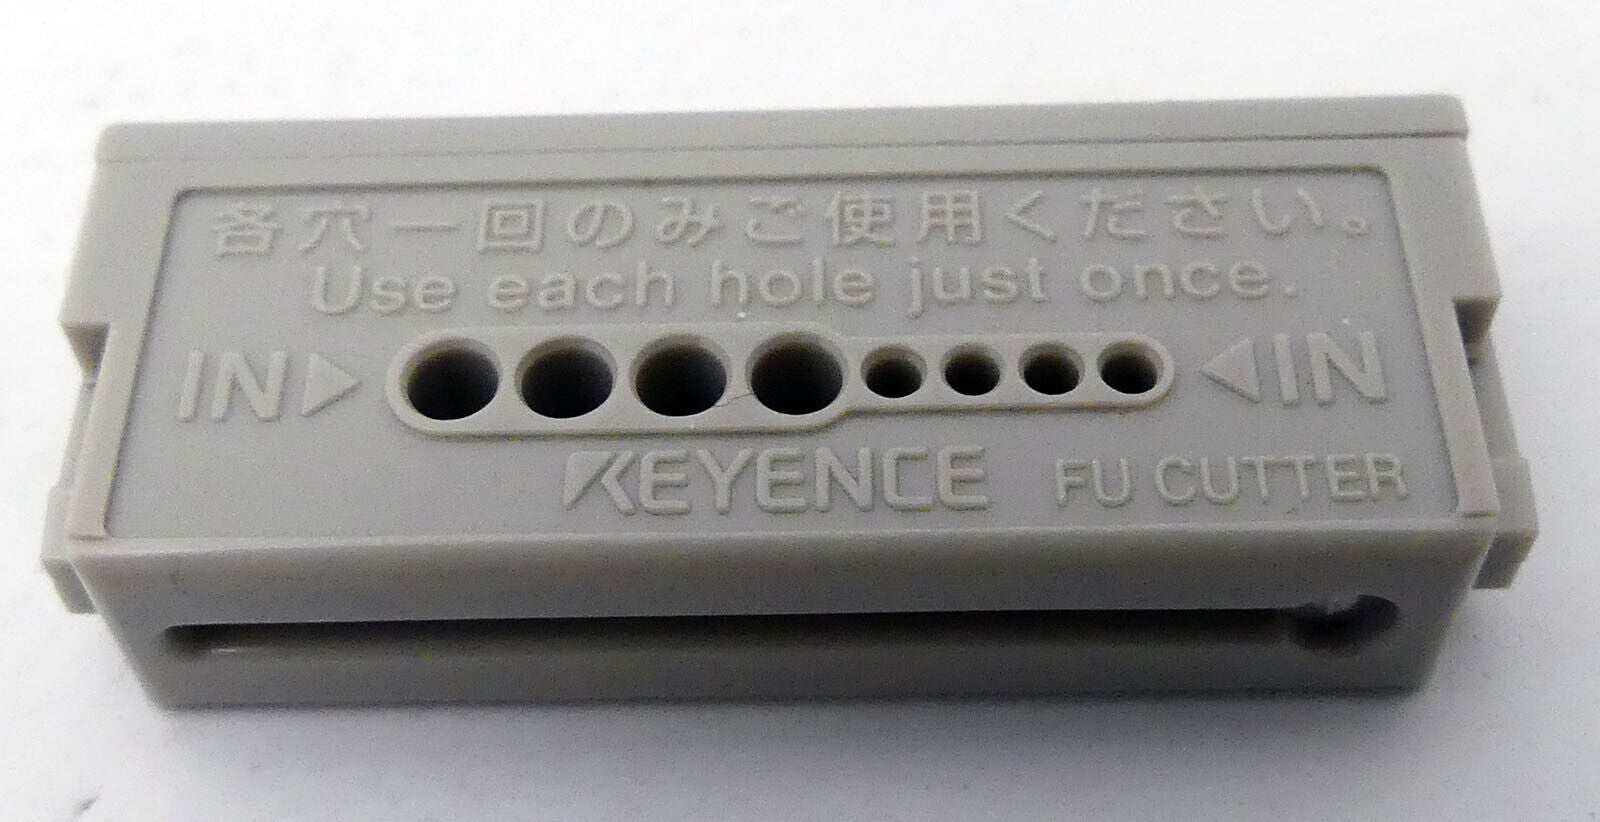 各穴一回のみご使用ください。
Use each hole just once.
IN▷ ◁IN
KEYENCE FU CUTTER